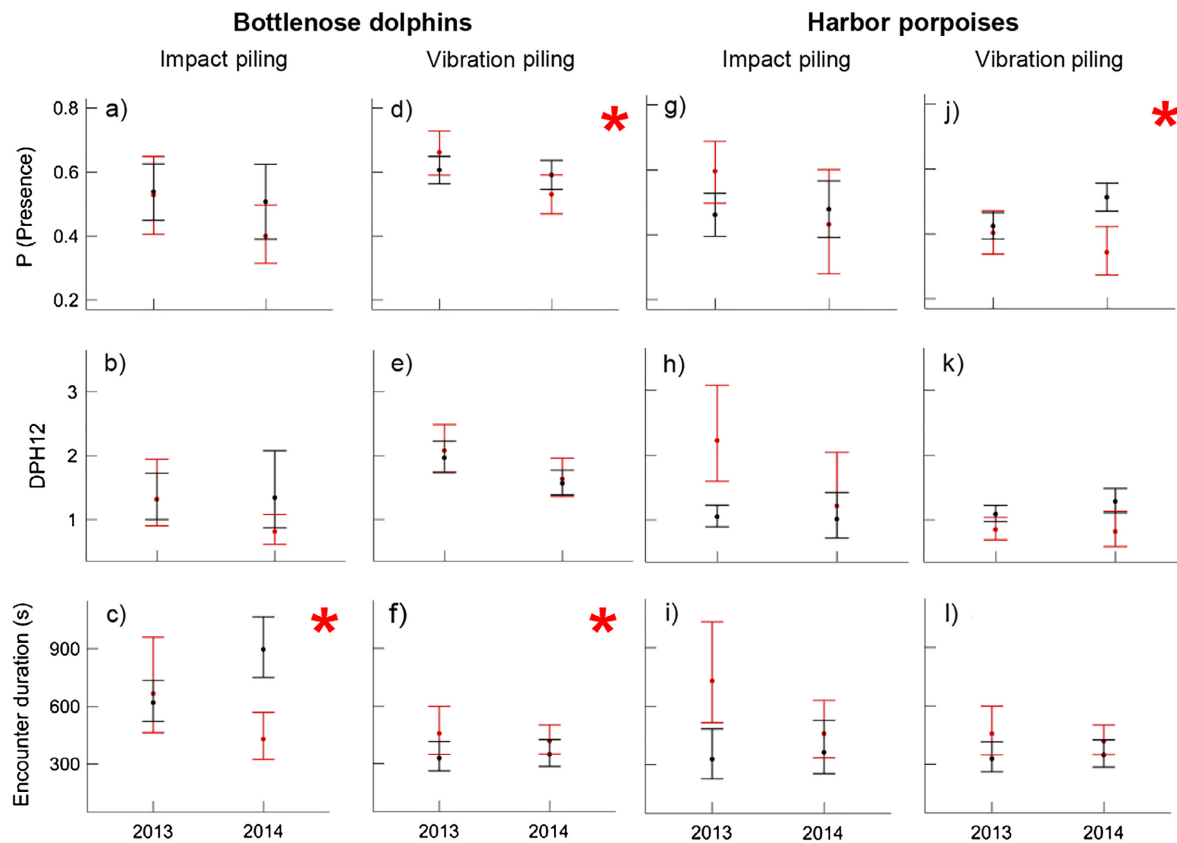 Bottlenose dolphins
Harbor porpoises
Impact piling
Vibration piling
Impact piling
Vibration piling
P (Presence)
0.8
0.6
0.4
0.2
a)
d)
*
g)
j)
*
DPH12
3
2
1
b)
e)
h)
k)
Encounter duration (s)
900
600
300
c)
*
f)
*
i)
l)
2013 2014
2013 2014
2013 2014
2013 2014